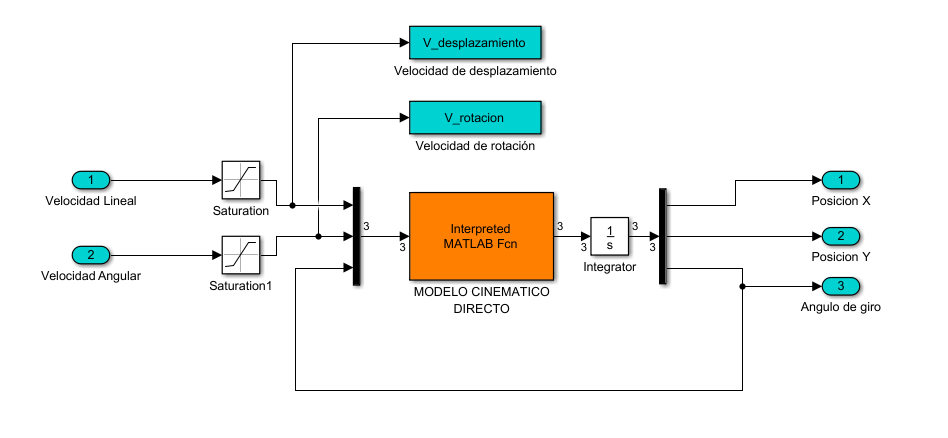 V_desplazamiento
Velocidad de desplazamiento
V_rotacion
Velocidad de rotación
1
Velocidad Lineal
Saturation
2
Velocidad Angular
Saturation1
3
3
Interpreted
MATLAB Fcn
MODELO CINEMATICO
DIRECTO
3
3
1
s
Integrator
3
3
1
Posicion X
2
Posicion Y
3
Angulo de giro